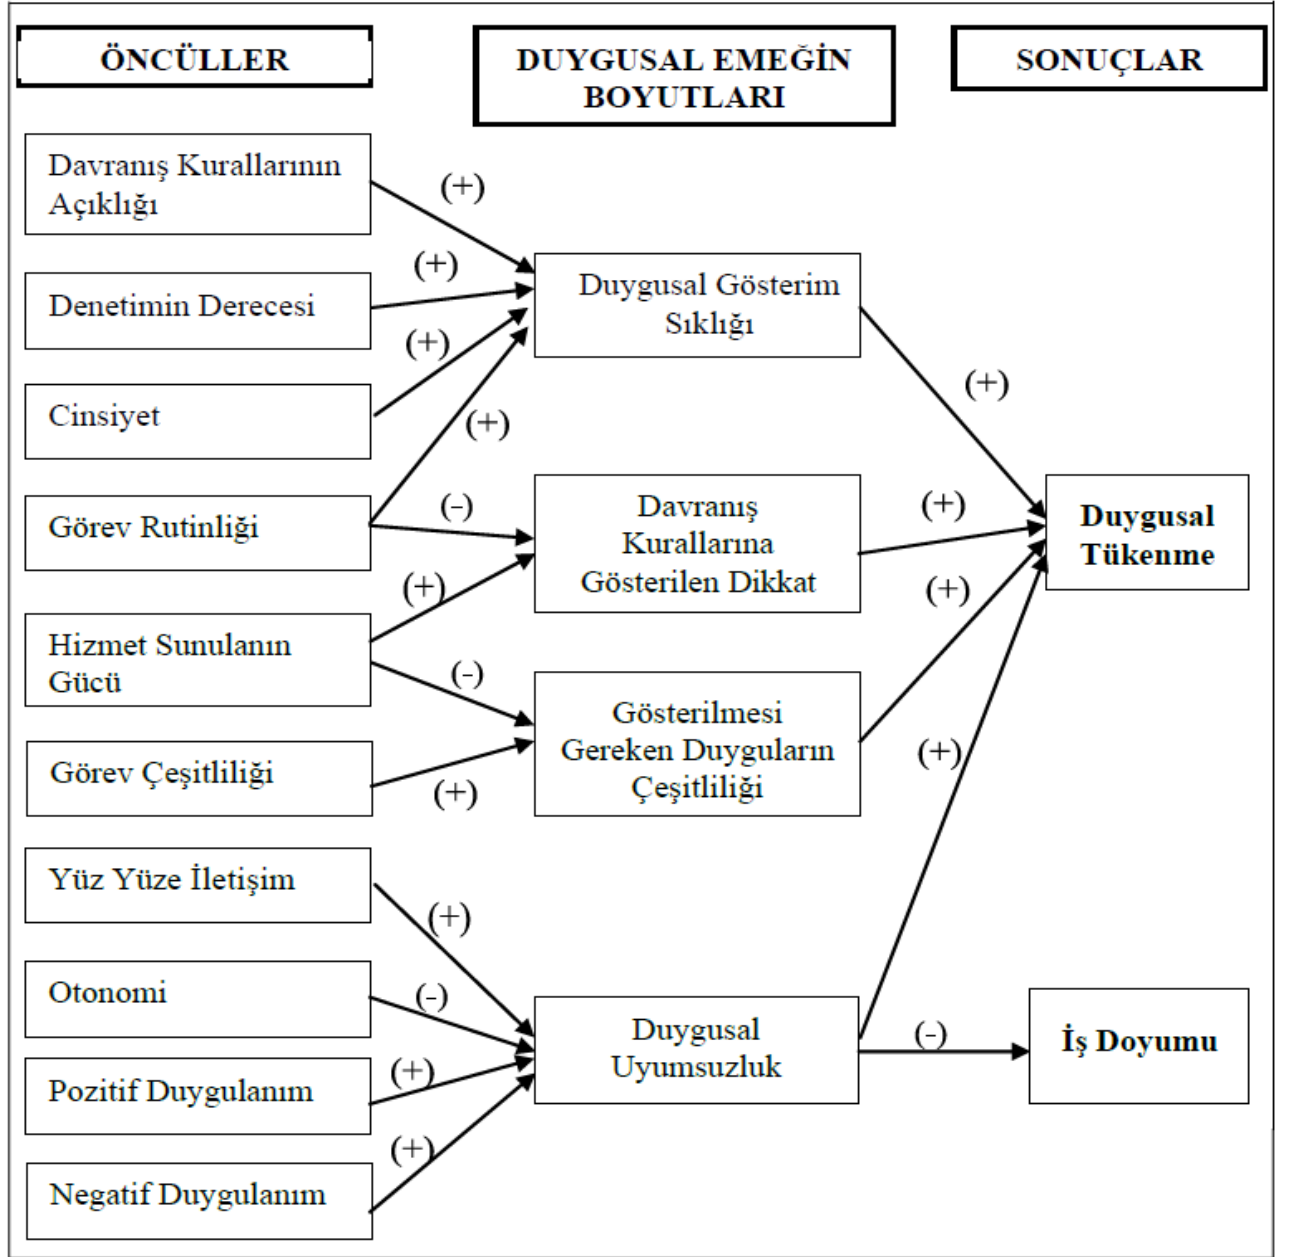 ÖNCÜLLER
DUYGUSAL EMEĞİN
BOYUTLARI
SONUÇLAR
Davranış Kurallarının
Açıklığı
(+)
Denetimin Derecesi
(+)
Cinsiyet
(+)
Görev Rutinliği
(+)
(-)
Hizmet Sunulanın
Gücü
(+)
(-)
Görev Çeşitliliği
(+)
Yüz Yüze İletişim
(+)
Otonomi
(-)
Pozitif Duygulanım
(+)
Negatif Duygulanım
(+)
Duygusal Gösterim
Sıklığı
(+)
Davranış
Kurallarına
Gösterilen Dikkat
(+)
Gösterilmesi
Gereken Duyguların
Çeşitliliği
(+)
Duygusal
Uyumsuzluk
(+)
(-)
Duygusal
Tükenme
İş Doyumu